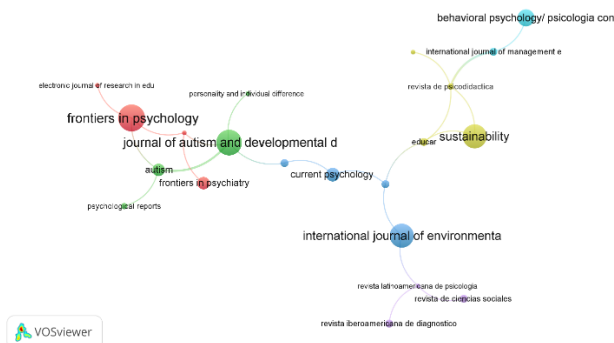 behavioral psychology/ psicologia con
international journal of management e
electronic journal of research in edu
revista de psicodidactica
personality and individual difference
frontiers in psychology
sustainability
journal of autism and developmental d
educar
autism
current psychology
frontiers in psychiatry
psychological reports
international journal of environmenta
revista latinoamericana de psicologia
revista de ciencias sociales
revista iberoamericana de diagnostico
VOSviewer